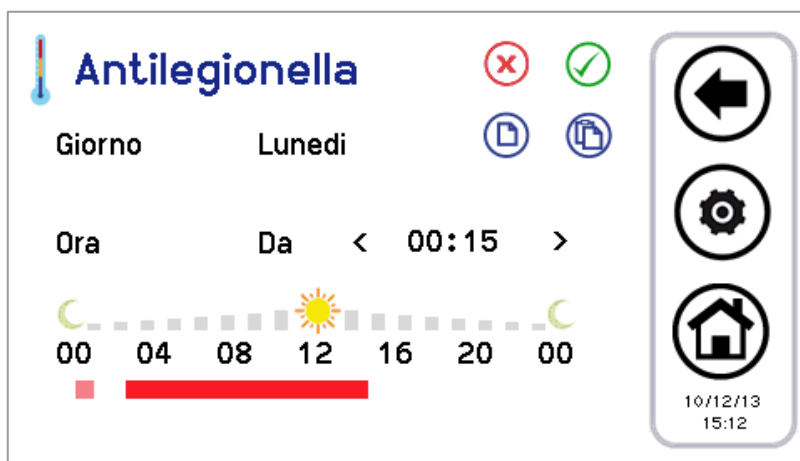 Antilegionella
Giorno Lunedi
Ora Da < 00:15 >
00 04 08 12 16 20 00
10/12/13
15:12